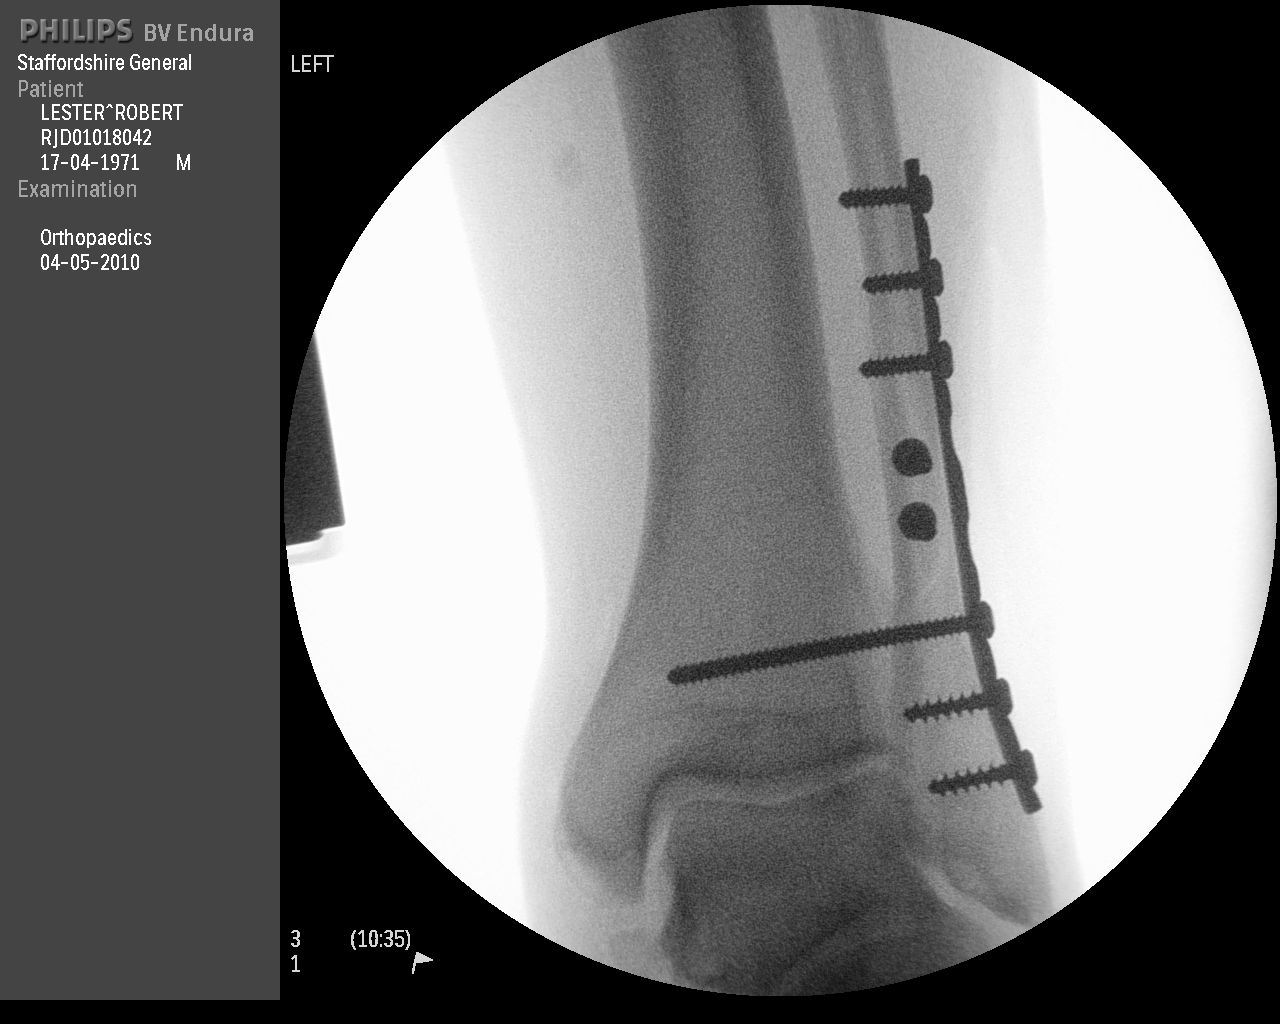 PHILIPS BV Endura
Staffordshire General
Patient
LESTER^ROBERT
RJD01018042
17-04-1971 M
Examination
Orthopaedics
04-05-2010
LEFT
3 (10:35)
1